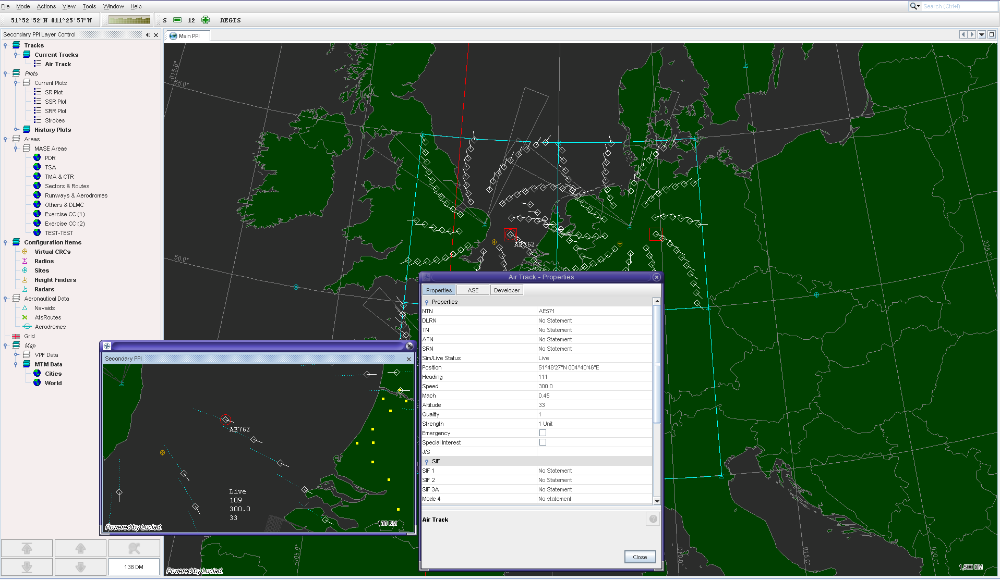 File Mode Actions View Tools Window Help
Search (Ctrl+I)
51°52'52"N 011°25'57"W
S 12 AEGIS
Secondary PPI Layer Control
Main PPI
Tracks
Current Tracks
Air Track
Plots
Current Plots
SR Plot
SSR Plot
SRR Plot
Strobes
History Plots
Areas
MASE Areas
PDR
TSA
TMA & CTR
Sectors & Routes
Runways & Aerodromes
Others & DLMC
Exercise CC (1)
Exercise CC (2)
TEST-TEST
Configuration Items
Virtual CRCs
Radios
Sites
Height Finders
Radars
Aeronautical Data
Navaids
AtsRoutes
Aerodromes
Grid
Map
VPF Data
MTM Data
Cities
World
138 DM
-015.0°
55.0°
50.0°
AE762
025.0°
-005.0°
010.0°
015.0°
020.0°
Powered by Luciad.
1,500 DM
Secondary PPI
AE762
Live
109
300.0
33
Powered by Luciad.
138 DM
Air Track - Properties
Properties ASE Developer
Properties
NTN AE571
DLRN No Statement
TN No Statement
ATN No Statement
SRN No Statement
Sim/Live Status Live
Position 51°48'27"N 004°40'46"E
Heading 111
Speed 300.0
Mach 0.45
Altitude 33
Quality 1
Strength 1 Unit
Emergency
Special Interest
J/S
SIF
SIF 1 No Statement
SIF 2 No Statement
SIF 3A No Statement
Mode 4 No statement
Air Track
Close